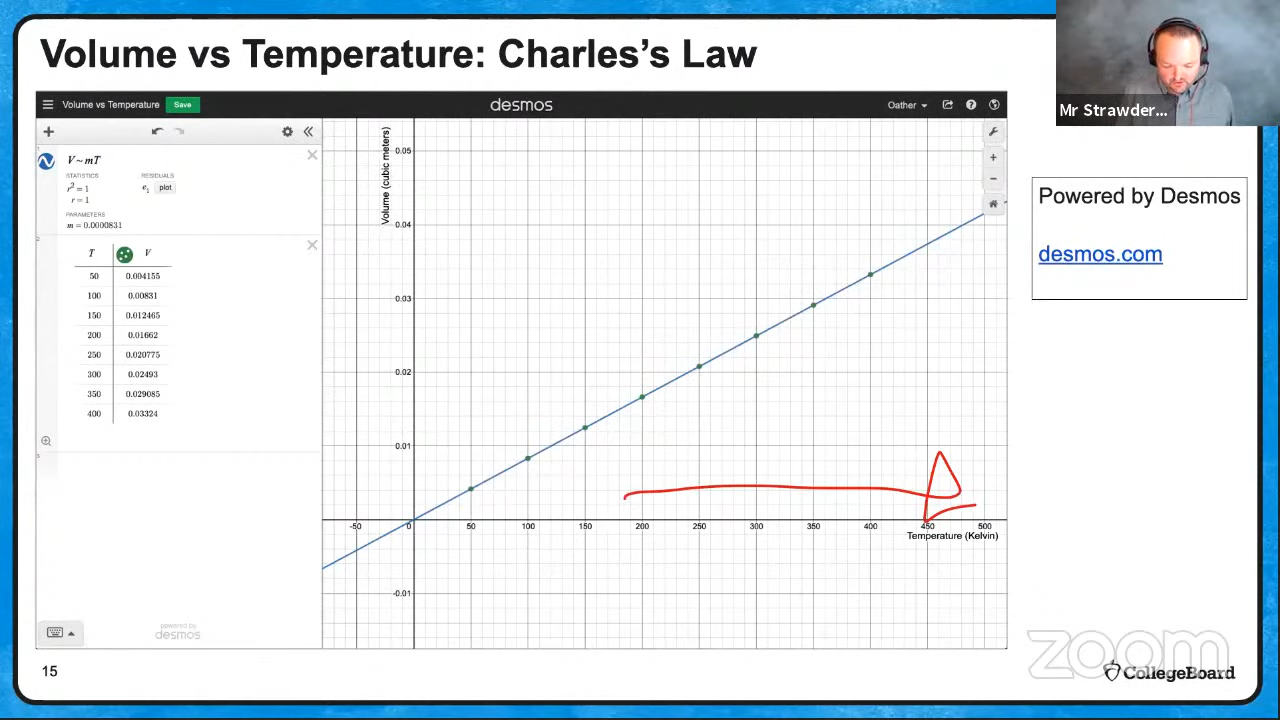 Volume vs Temperature: Charles's Law
Mr Strawder...
Volume vs Temperature Save
desmos
Oather
V~mT
STATISTICS RESIDUALS
r² = 1 e₁ plot
r = 1
PARAMETERS
m = 0.0000831
T V
50 0.004155
100 0.00831
150 0.012465
200 0.01662
250 0.020775
300 0.02493
350 0.029085
400 0.03324
1
2
3
powered by
desmos
Volume (cubic meters)
0.05
0.04
0.03
0.02
0.01
-50 0 50 100 150 200 250 300 350 400 450 500
Temperature (Kelvin)
-0.01
Powered by Desmos
desmos.com
15
zoom
CollegeBoard